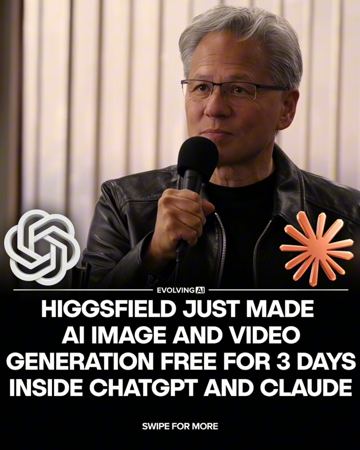 EVOLVING AI
HIGGSFIELD JUST MADE
AI IMAGE AND VIDEO
GENERATION FREE FOR 3 DAYS
INSIDE CHATGPT AND CLAUDE
SWIPE FOR MORE